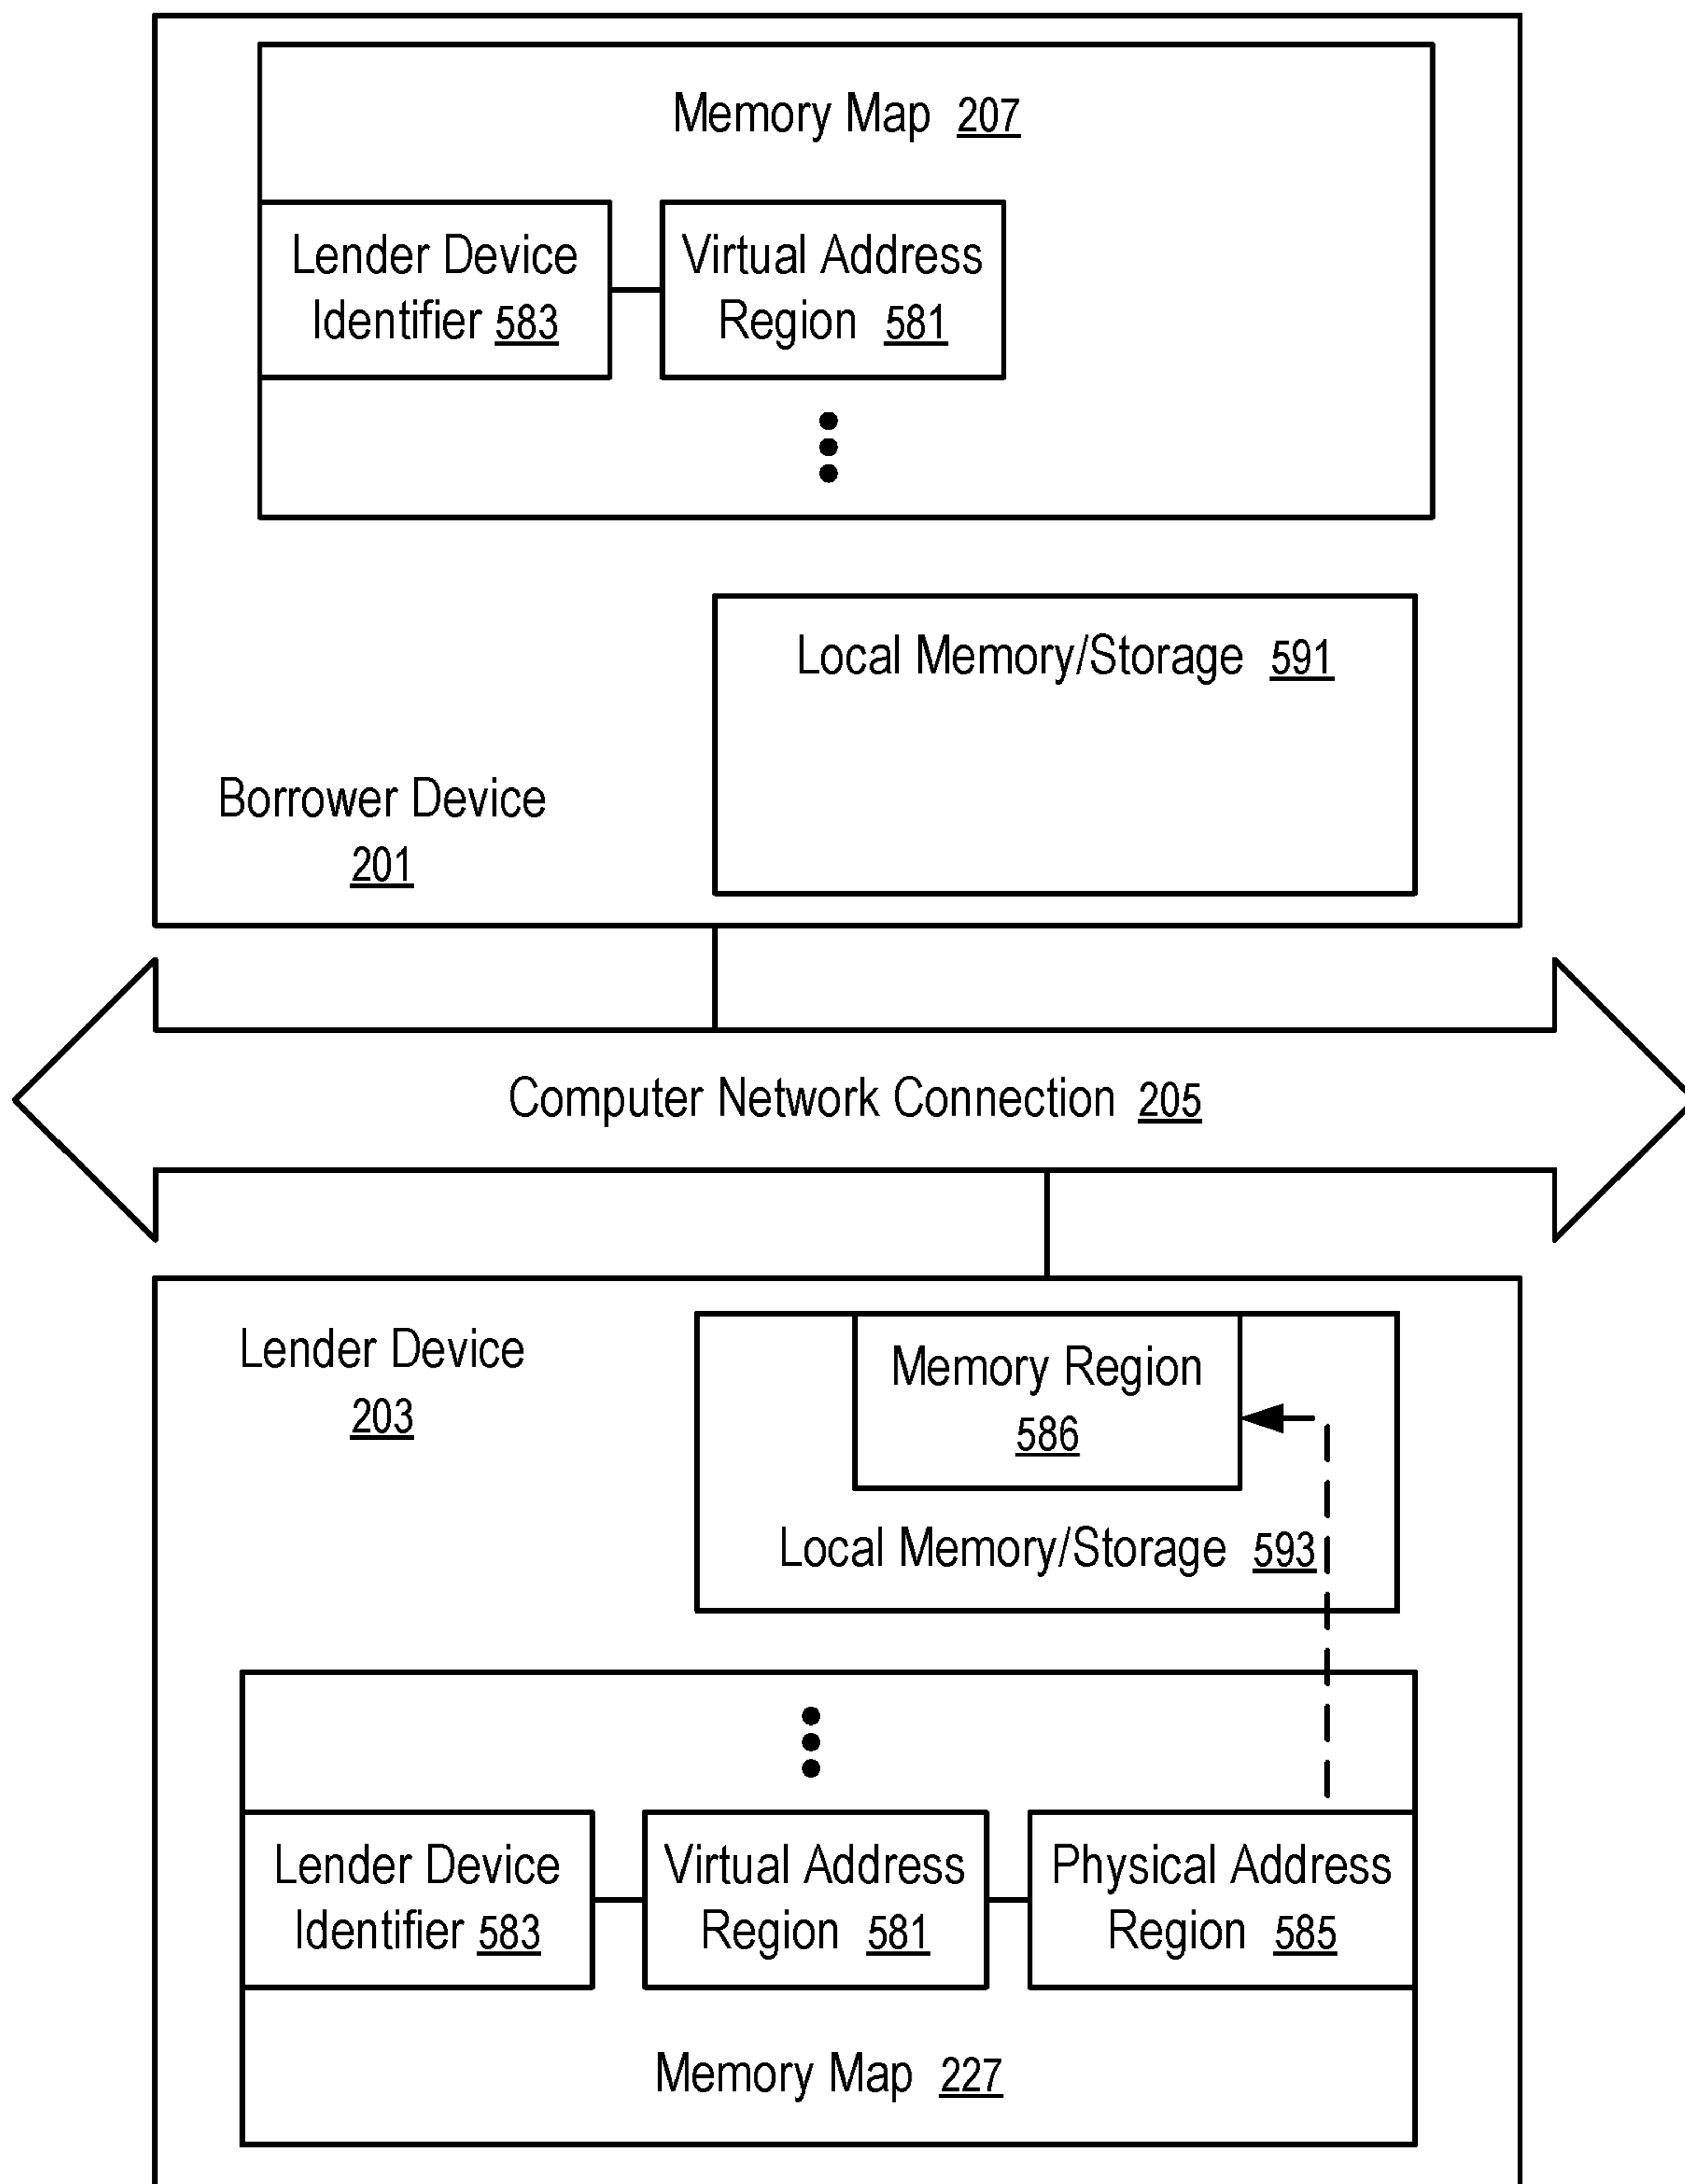 Memory Map 207
Lender Device
Identifier 583
Virtual Address
Region 581
Local Memory/Storage 591
Borrower Device
201
Computer Network Connection 205
Lender Device
203
Memory Region
586
Local Memory/Storage 593
Lender Device
Identifier 583
Virtual Address
Region 581
Physical Address
Region 585
Memory Map 227